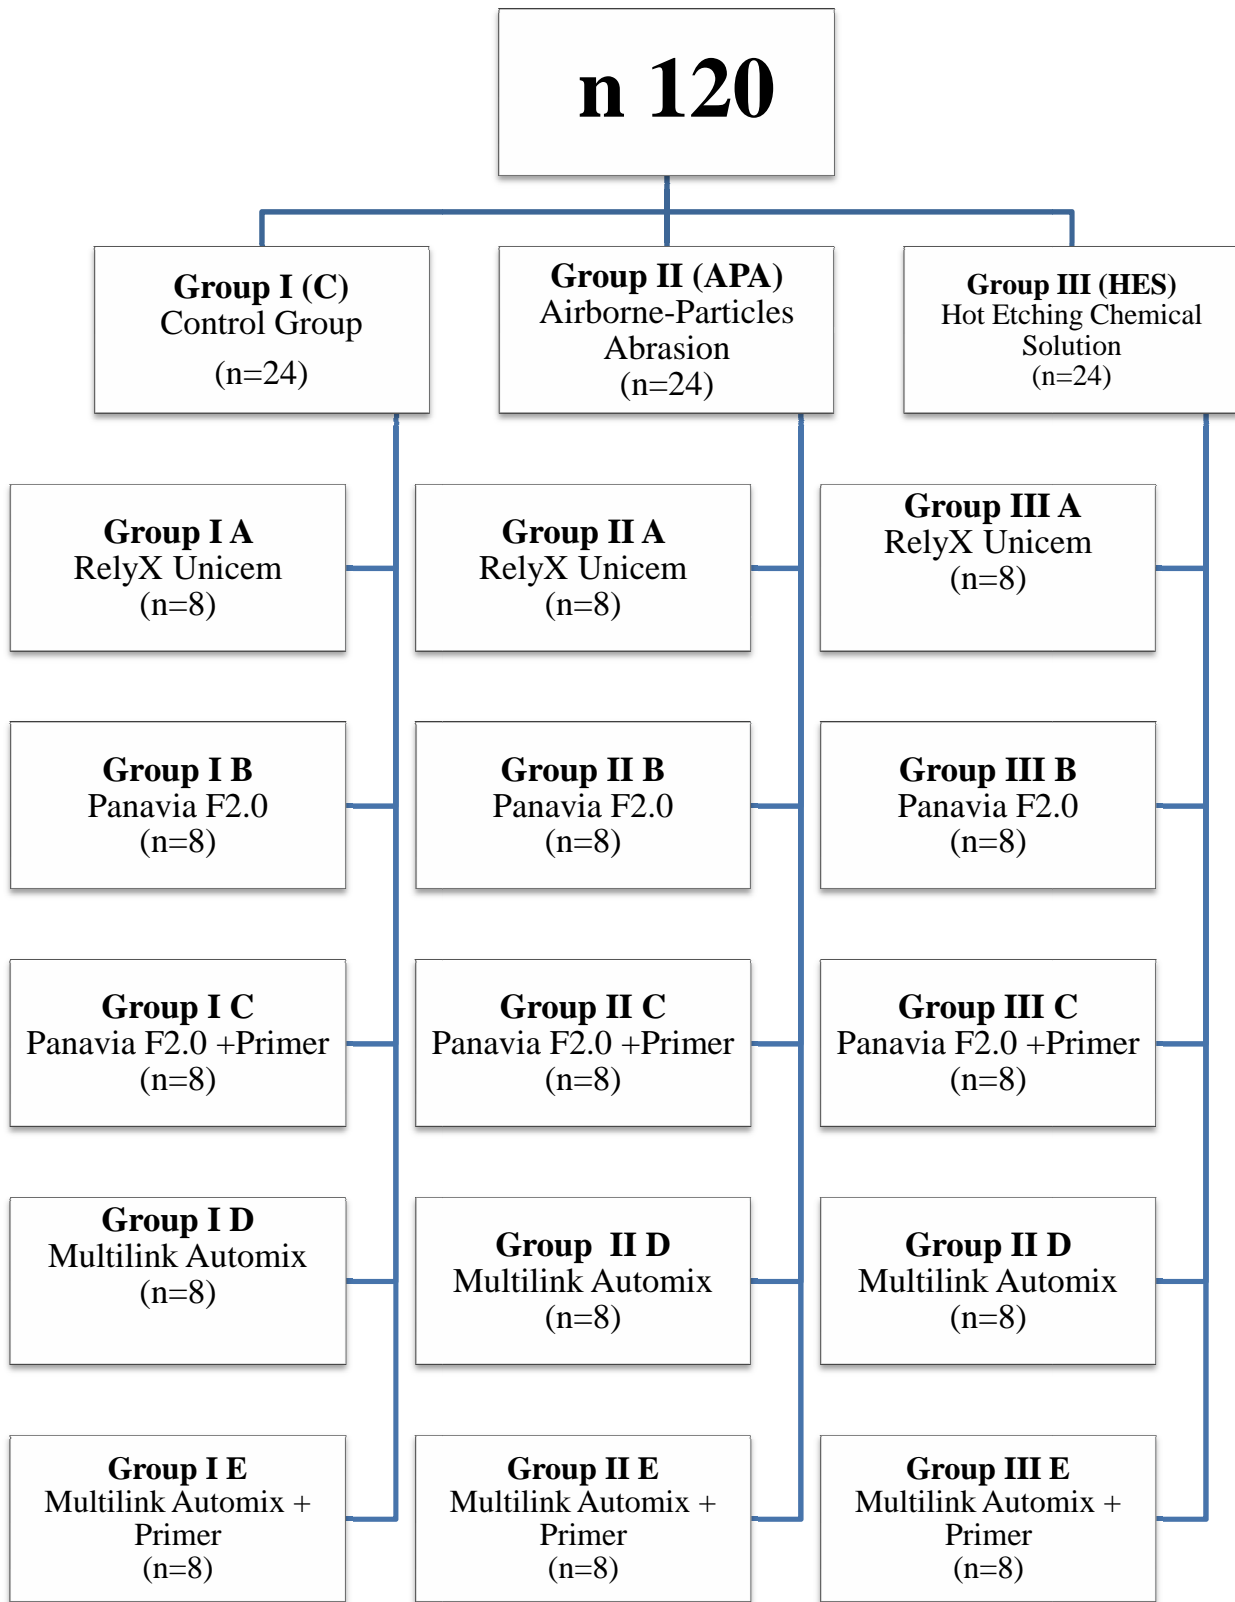 n 120
Group I (C)
Control Group
(n=24)
Group II (APA)
Airborne-Particles
Abrasion
(n=24)
Group III (HES)
Hot Etching Chemical
Solution
(n=24)
Group I A
RelyX Unicem
(n=8)
Group II A
RelyX Unicem
(n=8)
Group III A
RelyX Unicem
(n=8)
Group I B
Panavia F2.0
(n=8)
Group II B
Panavia F2.0
(n=8)
Group III B
Panavia F2.0
(n=8)
Group I C
Panavia F2.0 +Primer
(n=8)
Group II C
Panavia F2.0 +Primer
(n=8)
Group III C
Panavia F2.0 +Primer
(n=8)
Group I D
Multilink Automix
(n=8)
Group II D
Multilink Automix
(n=8)
Group II D
Multilink Automix
(n=8)
Group I E
Multilink Automix +
Primer
(n=8)
Group II E
Multilink Automix +
Primer
(n=8)
Group III E
Multilink Automix +
Primer
(n=8)